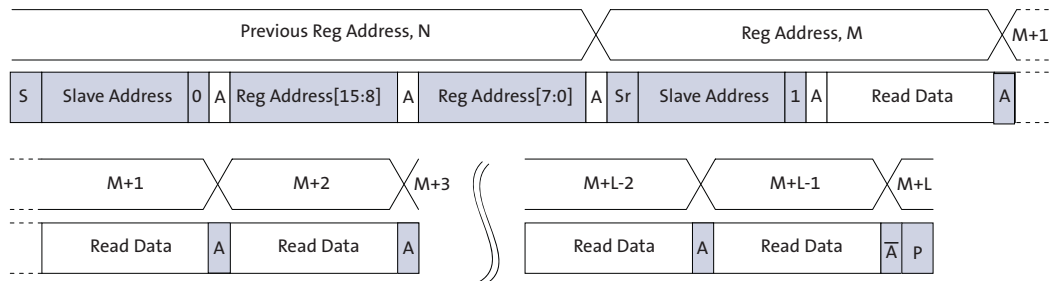 Previous Reg Address, N Reg Address, M M+1
S Slave Address 0 A Reg Address[15:8] A Reg Address[7:0] A Sr Slave Address 1 A Read Data A
M+1 M+2 M+3 M+L-2 M+L-1 M+L
Read Data A Read Data A Read Data A Read Data A̅ P